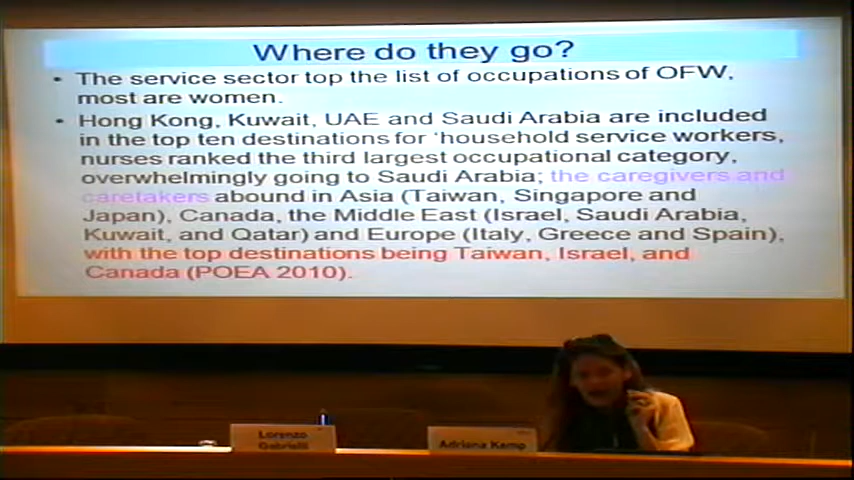 Where do they go?
• The service sector top the list of occupations of OFW,
most are women.
• Hong Kong, Kuwait, UAE and Saudi Arabia are included
in the top ten destinations for ‘household service workers,
nurses ranked the third largest occupational category,
overwhelmingly going to Saudi Arabia; the caregivers and
caretakers abound in Asia (Taiwan, Singapore and
Japan), Canada, the Middle East (Israel, Saudi Arabia,
Kuwait, and Qatar) and Europe (Italy, Greece and Spain),
with the top destinations being Taiwan, Israel, and
Canada (POEA 2010).
Lorenzo
Gabrielli
Adriana Kemp